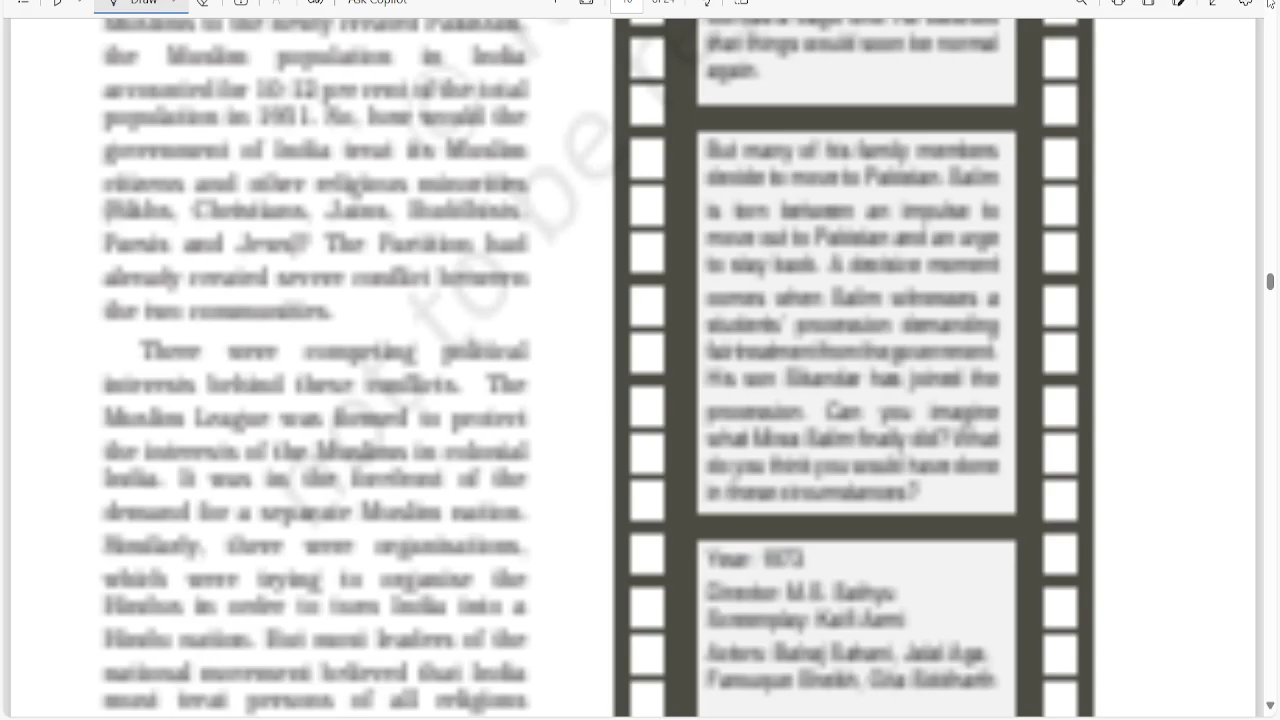 Draw
Ask Copilot
the Muslim population in India
accounted for 10-12 per cent of the total
population in 1951. So, how would the
government of India treat its Muslim
citizens and other religious minorities
(Sikhs, Christians, Jains, Buddhists,
Parsis and Jews)? The Partition had
already created severe conflict between
the two communities.
There were competing political
interests behind these conflicts. The
Muslim League was formed to protect
the interests of the Muslims in colonial
India. It was in the forefront of the
demand for a separate Muslim nation.
Similarly, there were organisations,
which were trying to organise the
Hindus in order to turn India into a
Hindu nation. But most leaders of the
national movement believed that India
must treat persons of all religions
that things would soon be normal
again.
But many of his family members
decide to move to Pakistan. Salim
is torn between an impulse to
move out to Pakistan and an urge
to stay back. A decisive moment
comes when Salim witnesses a
students' procession demanding
fair treatment from the government.
His son Sikandar has joined the
procession. Can you imagine
what Mirza Salim finally did? What
do you think you would have done
in these circumstances?
Year: 1973
Director: M.S. Sathyu
Screenplay: Kaifi Azmi
Actors: Balraj Sahani, Jalal Aga,
Farouque Sheikh, Gita Siddharth
to be